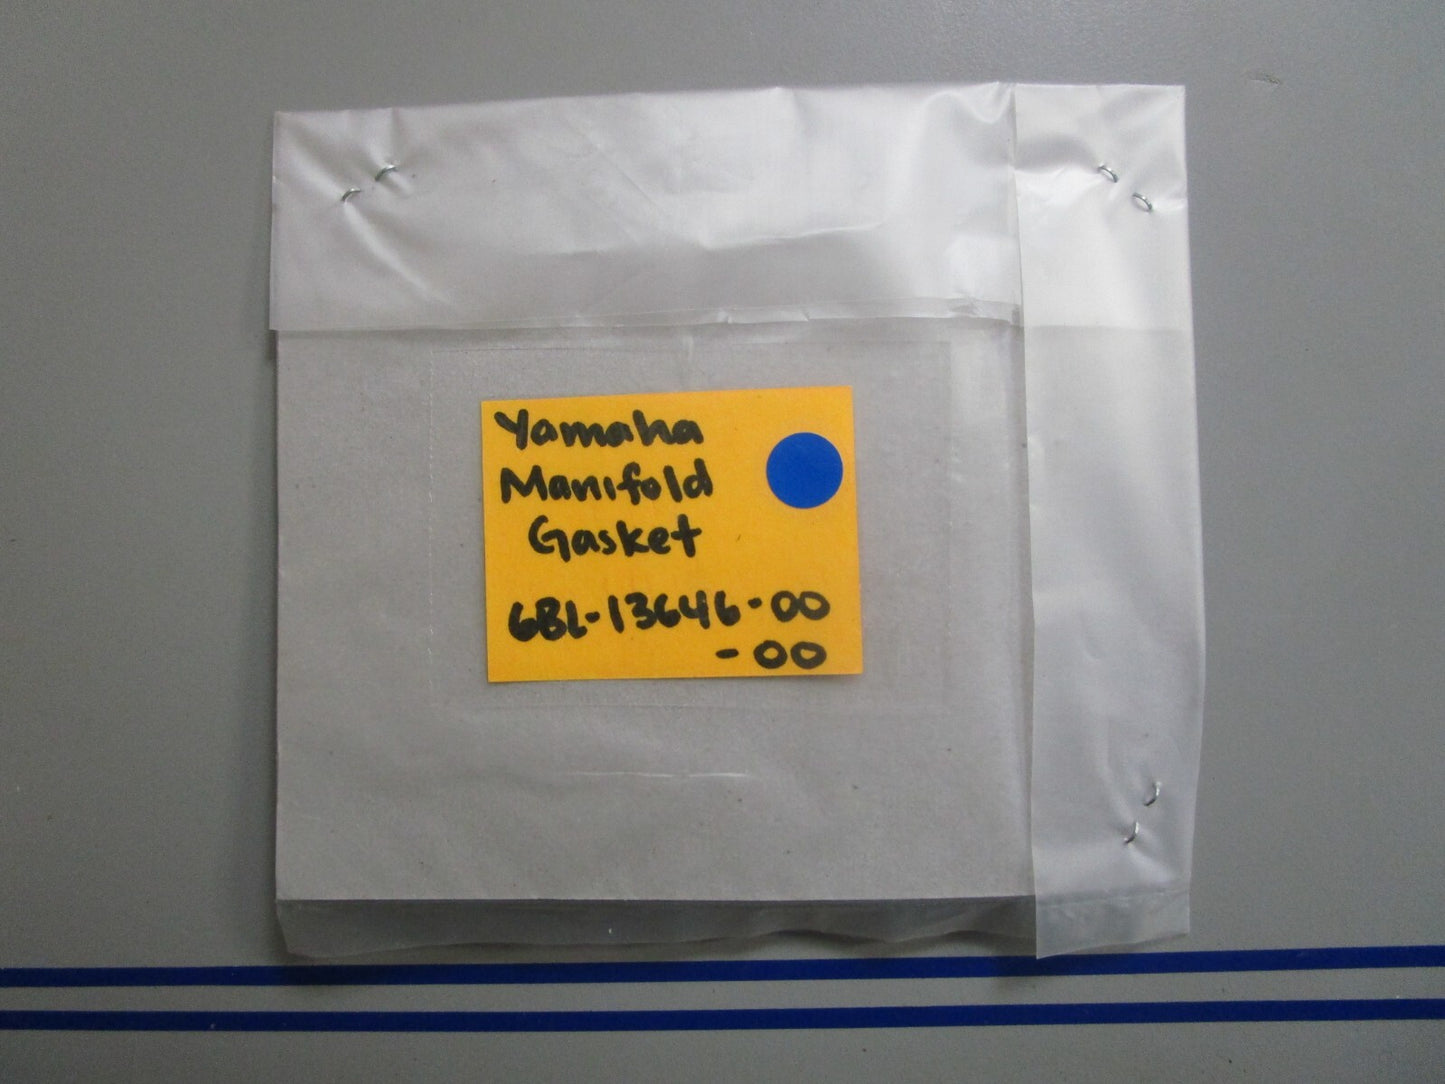 Yamaha
Manifold
Gasket
6BL-13646-00
-00